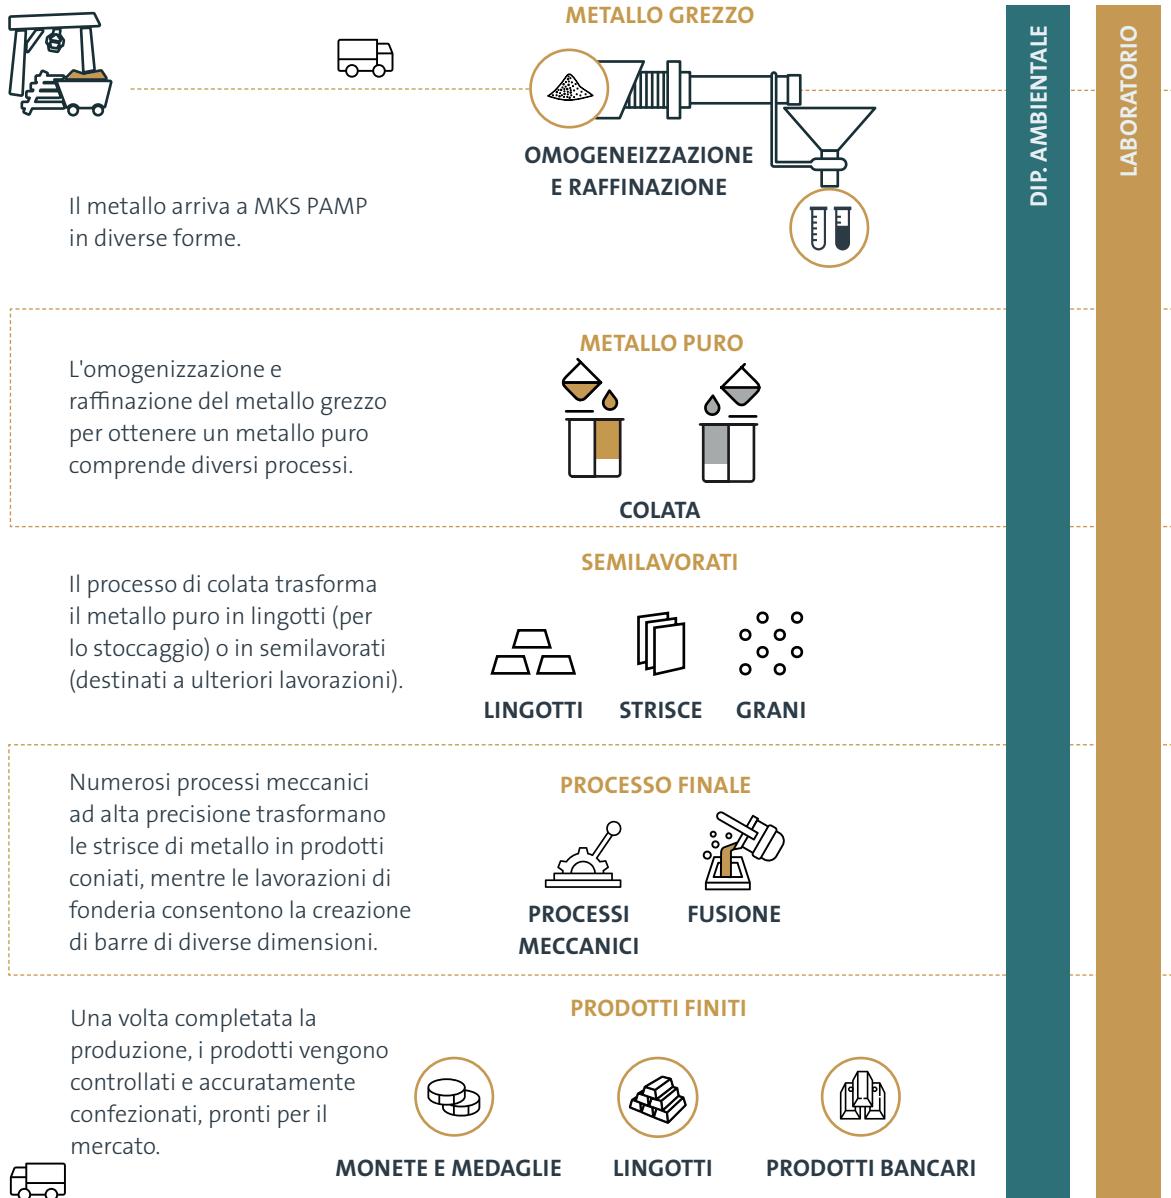 METALLO GREZZO
OMOGENEIZZAZIONE
E RAFFINAZIONE
Il metallo arriva a MKS PAMP
in diverse forme.
METALLO PURO
L'omogenizzazione e
raffinazione del metallo grezzo
per ottenere un metallo puro
comprende diversi processi.
COLATA
SEMILAVORATI
Il processo di colata trasforma
il metallo puro in lingotti (per
lo stoccaggio) o in semilavorati
(destinati a ulteriori lavorazioni).
LINGOTTI STRISCE GRANI
PROCESSO FINALE
Numerosi processi meccanici
ad alta precisione trasformano
le strisce di metallo in prodotti
coniati, mentre le lavorazioni di
fonderia consentono la creazione
di barre di diverse dimensioni.
PROCESSI
MECCANICI
FUSIONE
PRODOTTI FINITI
Una volta completata la
produzione, i prodotti vengono
controllati e accuratamente
confezionati, pronti per il
mercato.
MONETE E MEDAGLIE LINGOTTI PRODOTTI BANCARI
DIP. AMBIENTALE
LABORATORIO